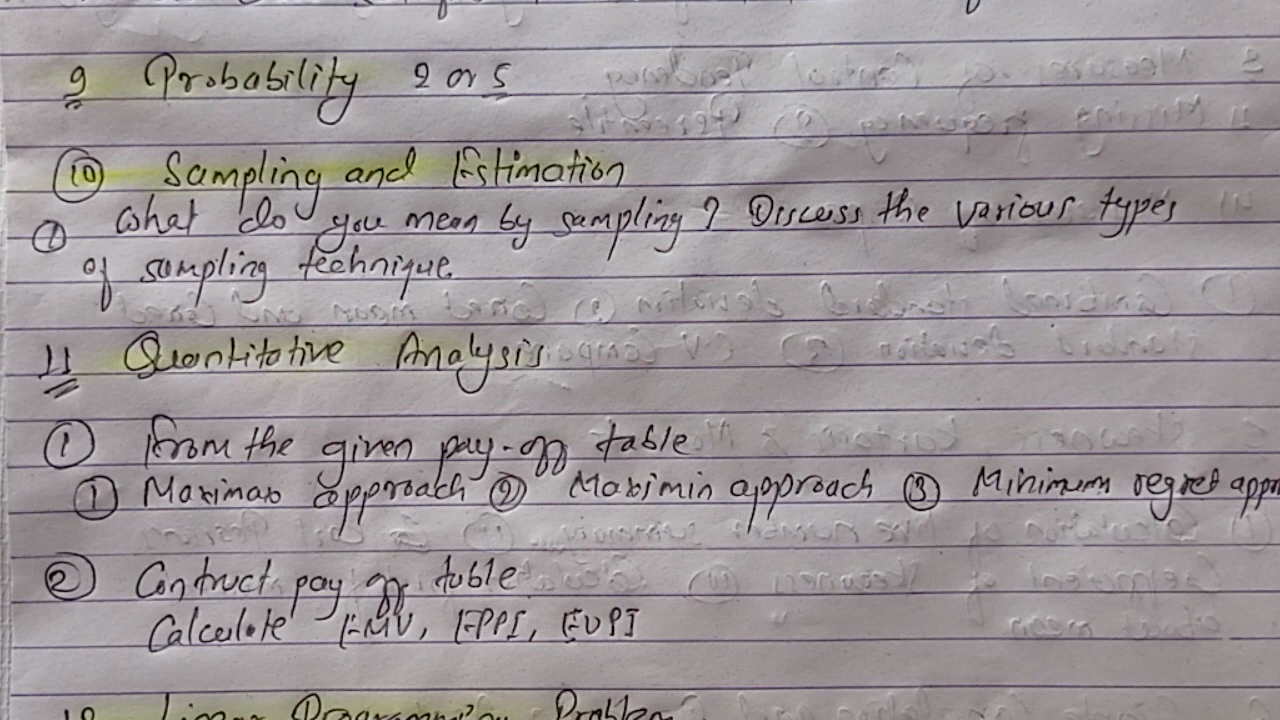 9 Probability 2 or 5
10 Sampling and Estimation
1 What do you mean by sampling? Discuss the various types
of sampling technique.
11 Quantitative Analysis
1 From the given pay-off table
1 Maximax approach 2 Maximin approach 3 Minimum regret appr
2 Contruct pay off table
Calculate EMV, EPPI, EVPI
Problem